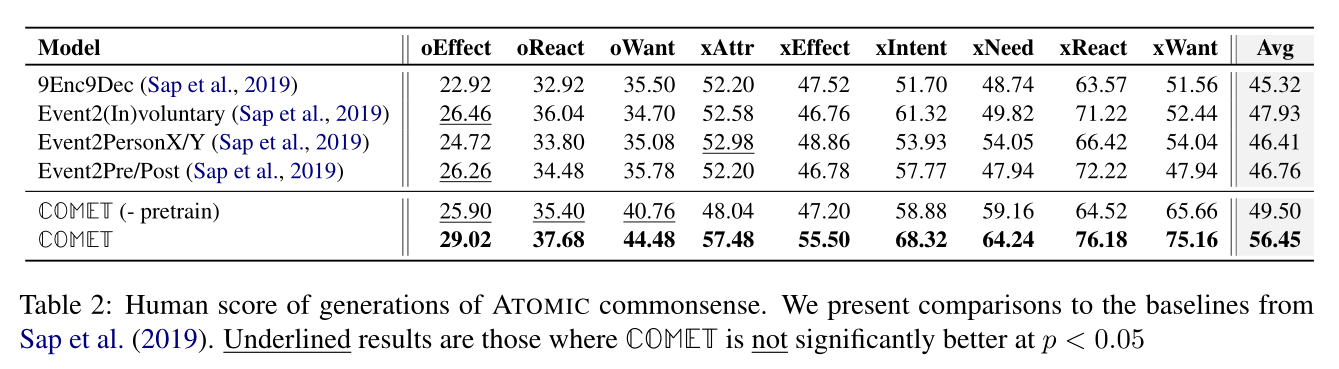 Model oEffect oReact oWant xAttr xEffect xIntent xNeed xReact xWant Avg
9Enc9Dec (Sap et al., 2019) 22.92 32.92 35.50 52.20 47.52 51.70 48.74 63.57 51.56 45.32
Event2(In)voluntary (Sap et al., 2019) 26.46 36.04 34.70 52.58 46.76 61.32 49.82 71.22 52.44 47.93
Event2PersonX/Y (Sap et al., 2019) 24.72 33.80 35.08 52.98 48.86 53.93 54.05 66.42 54.04 46.41
Event2Pre/Post (Sap et al., 2019) 26.26 34.48 35.78 52.20 46.78 57.77 47.94 72.22 47.94 46.76
COMET (- pretrain) 25.90 35.40 40.76 48.04 47.20 58.88 59.16 64.52 65.66 49.50
COMET 29.02 37.68 44.48 57.48 55.50 68.32 64.24 76.18 75.16 56.45
Table 2: Human score of generations of ATOMIC commonsense. We present comparisons to the baselines from
Sap et al. (2019). Underlined results are those where COMET is not significantly better at p < 0.05